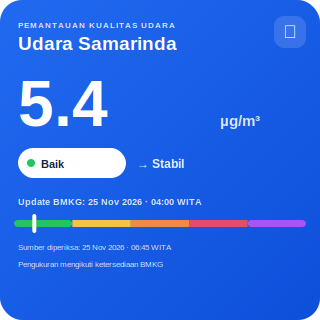 PEMANTAUAN KUALITAS UDARA
Udara Samarinda
5.4
µg/m³
Baik
→ Stabil
Update BMKG: 25 Nov 2026 · 04:00 WITA
Sumber diperiksa: 25 Nov 2026 · 06:45 WITA
Pengukuran mengikuti ketersediaan BMKG